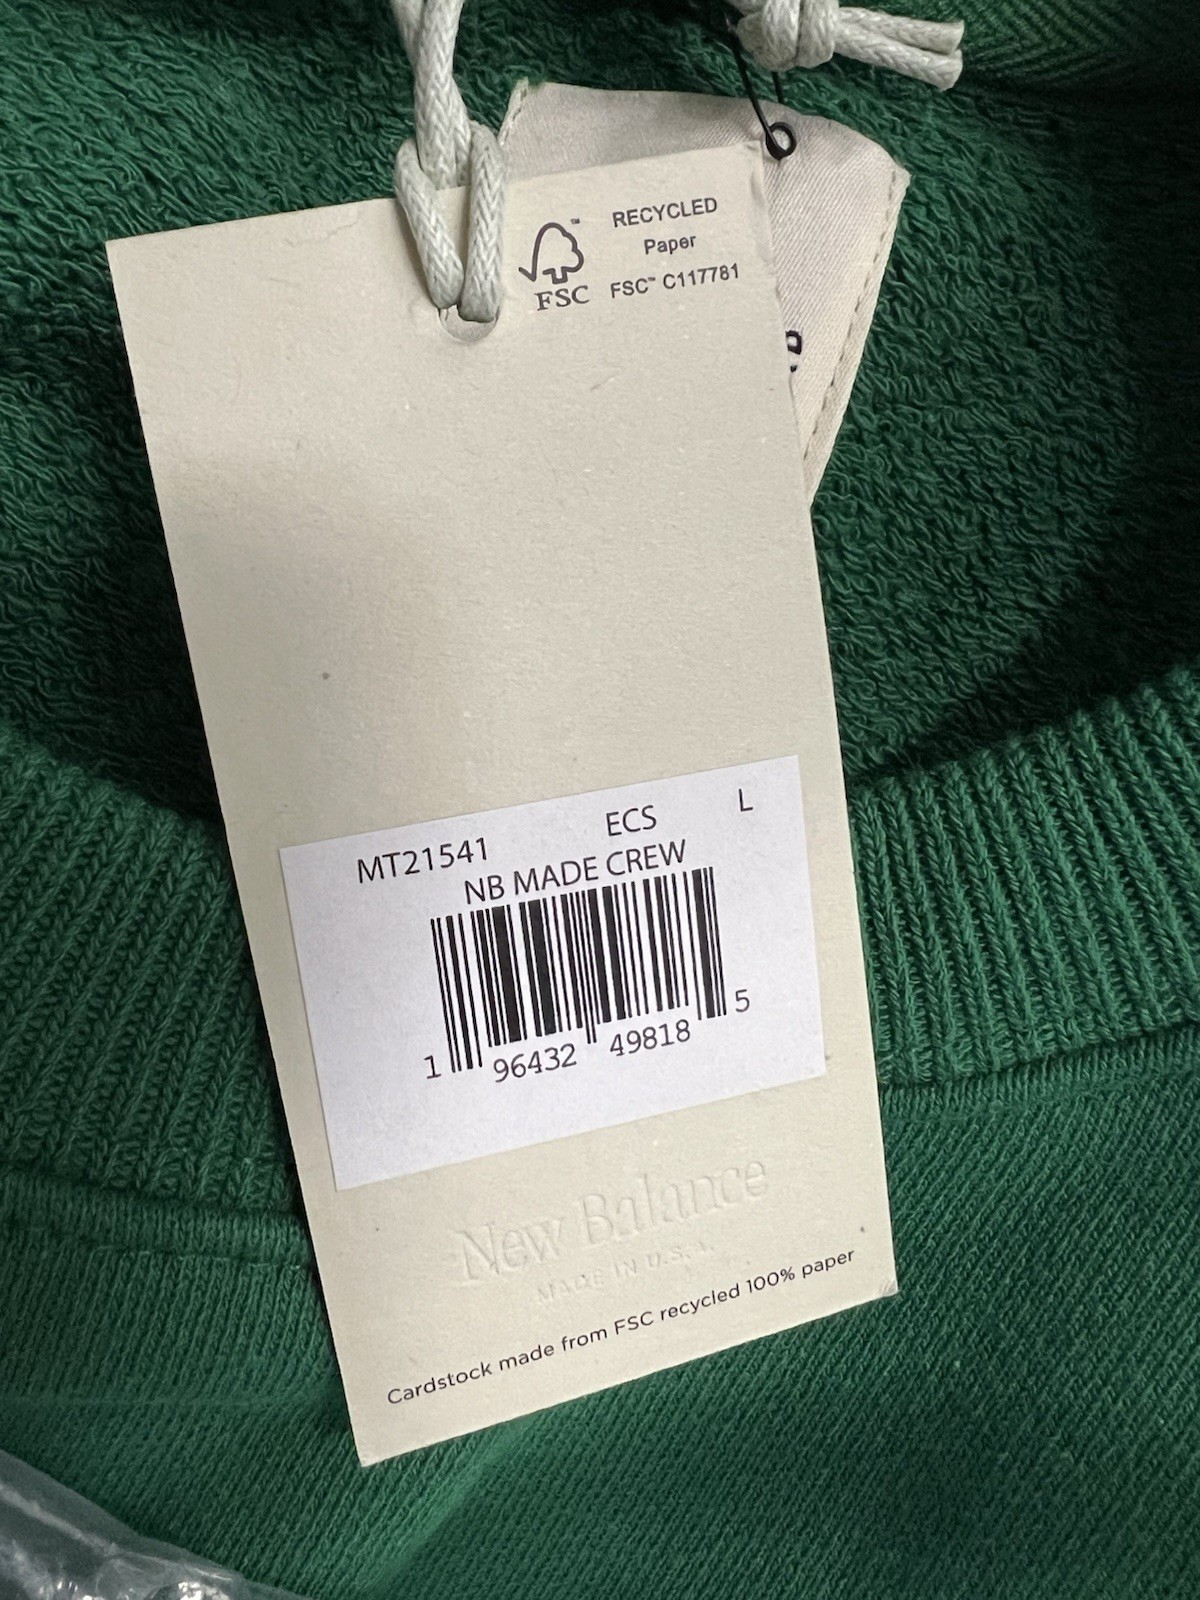 RECYCLED
Paper
FSC™ C117781
FSC
MT21541 ECS L
NB MADE CREW
1 96432 49818 5
New Balance
MADE IN U.S.A.
Cardstock made from FSC recycled 100% paper